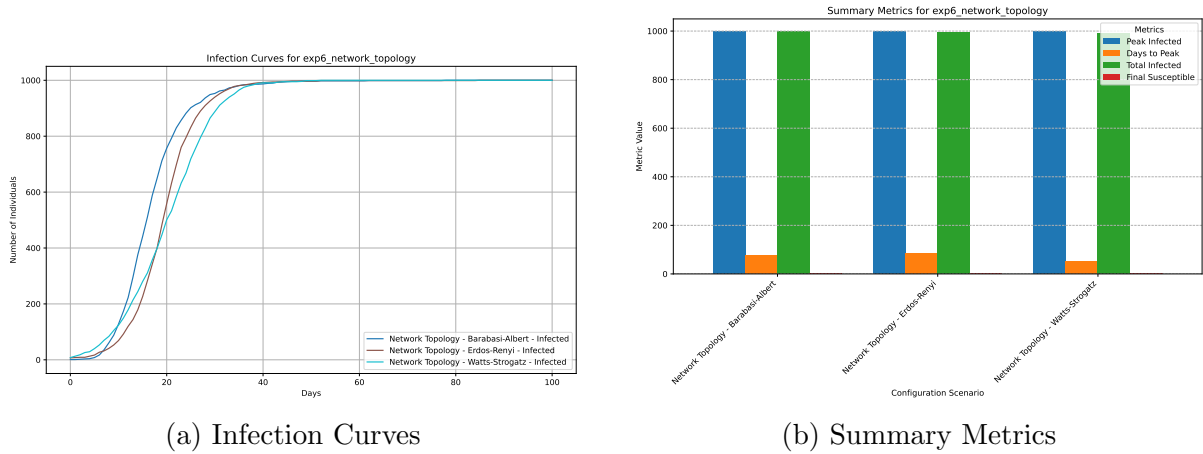 Infection Curves for exp6_network_topology
Number of Individuals
1000
800
600
400
200
0
0 20 40 60 80 100
Days
Network Topology - Barabasi-Albert - Infected
Network Topology - Erdos-Renyi - Infected
Network Topology - Watts-Strogatz - Infected
(a) Infection Curves
Summary Metrics for exp6_network_topology
Metric Value
1000
800
600
400
200
0
Metrics
Peak Infected
Days to Peak
Total Infected
Final Susceptible
Network Topology - Barabasi-Albert
Network Topology - Erdos-Renyi
Network Topology - Watts-Strogatz
Configuration Scenario
(b) Summary Metrics